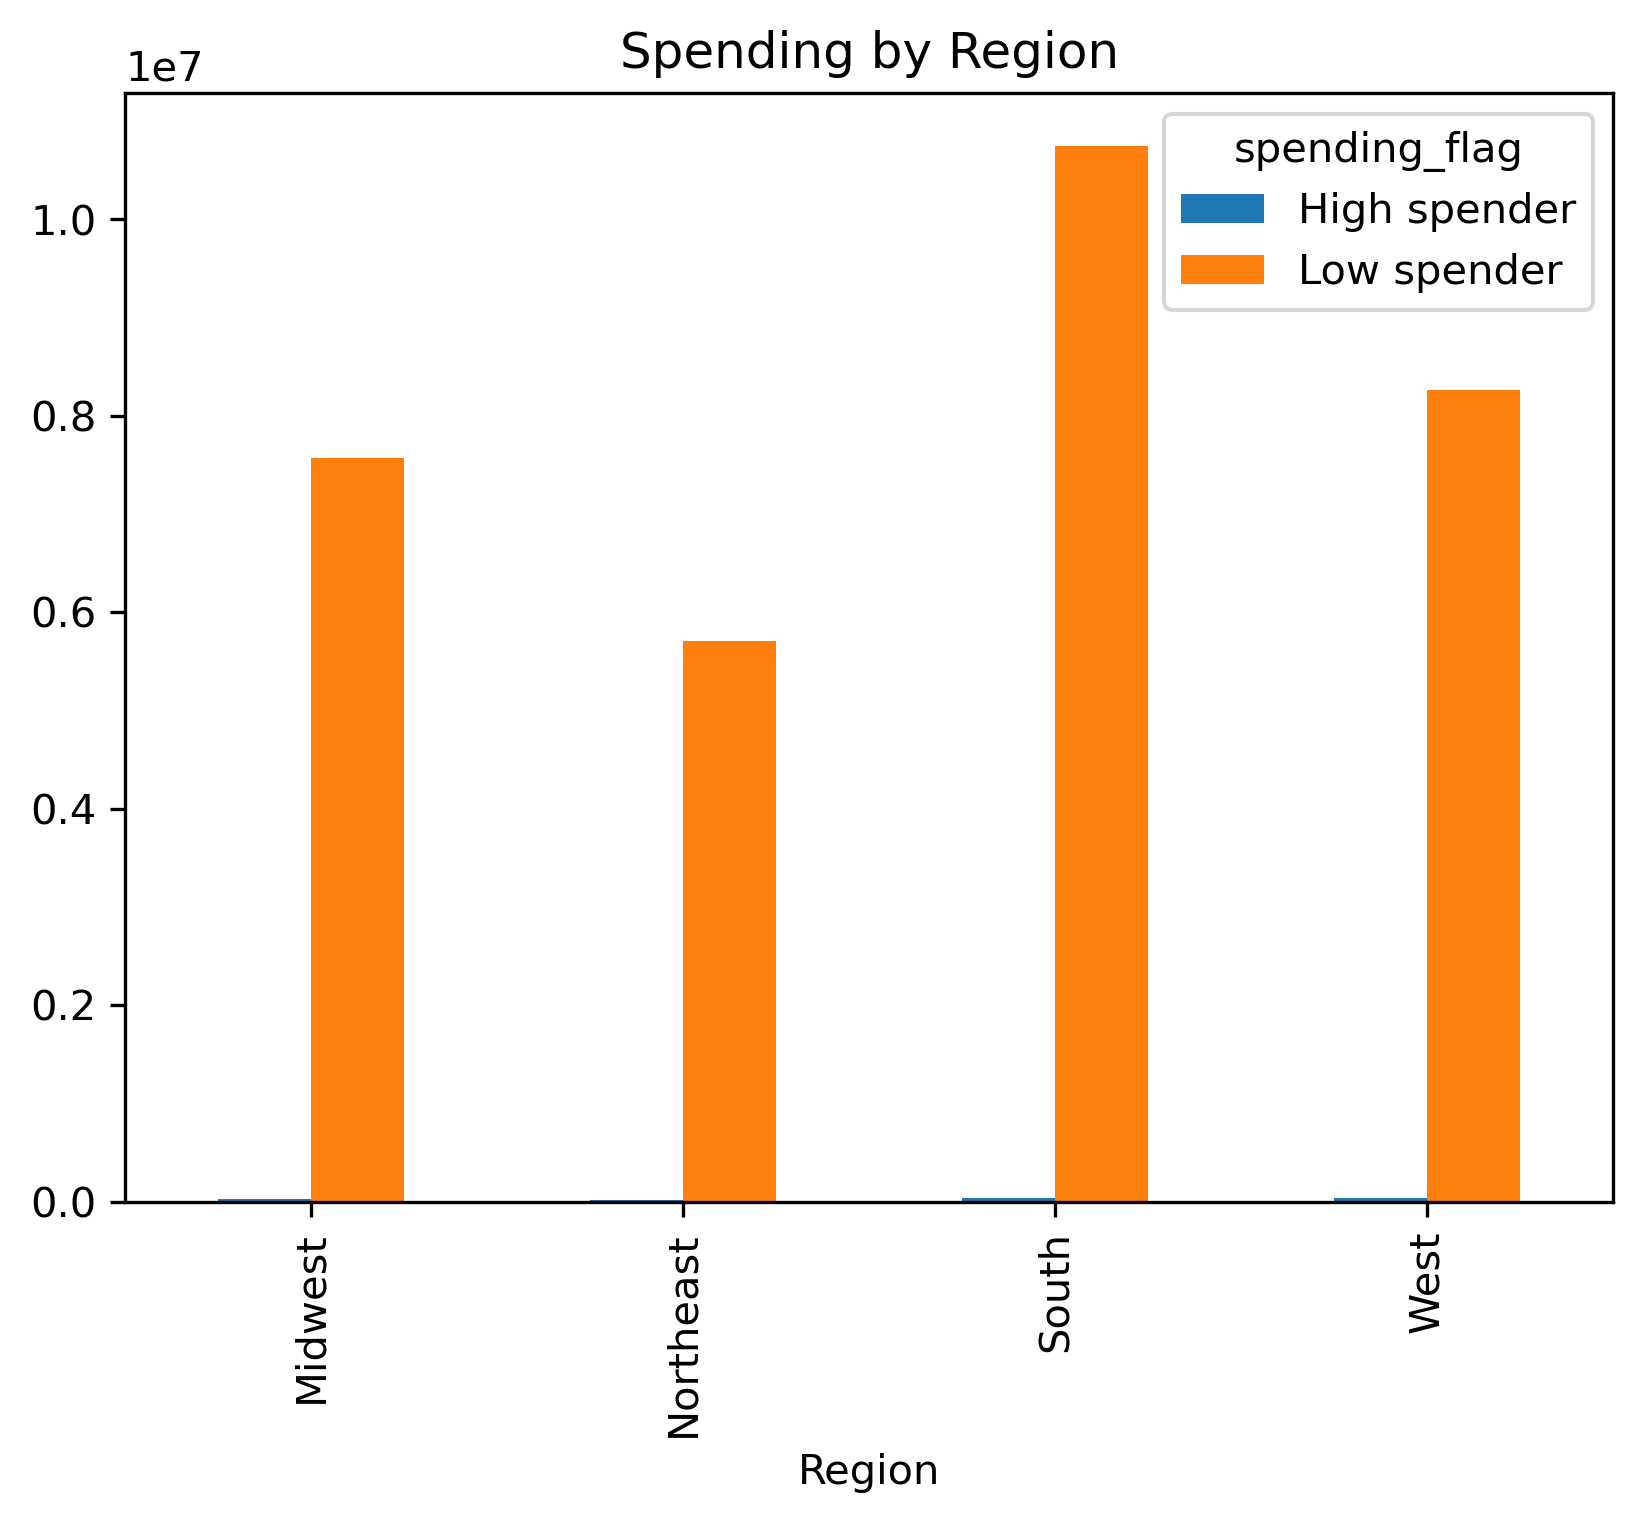 Spending by Region
1e7
spending_flag
High spender
Low spender
1.0
0.8
0.6
0.4
0.2
0.0
Midwest
Northeast
South
West
Region